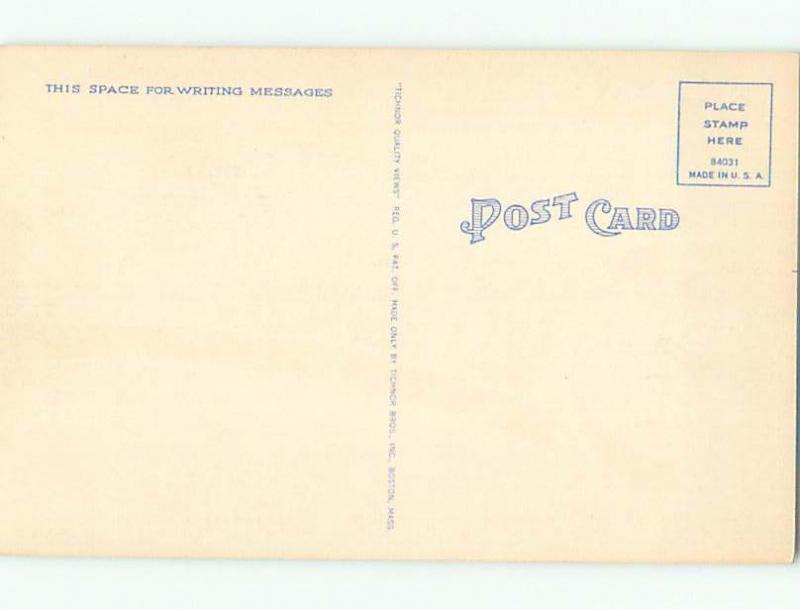 THIS SPACE FOR WRITING MESSAGES
"TICHNOR QUALITY VIEWS" REG. U. S. PAT. OFF. MADE ONLY BY TICHNOR BROS., INC., BOSTON, MASS.
PLACE
STAMP
HERE
84031
MADE IN U. S. A.
POST CARD